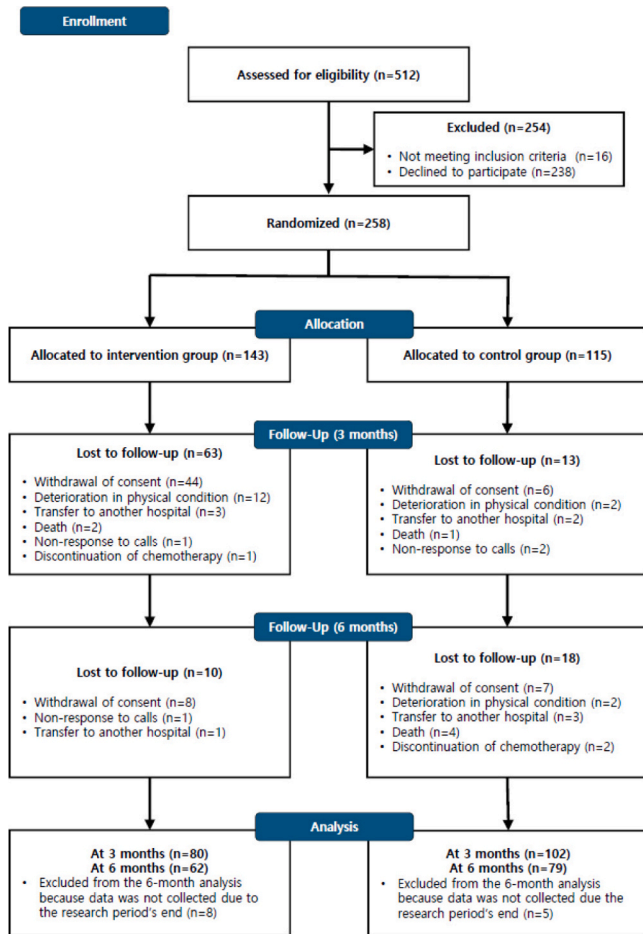 Enrollment
Assessed for eligibility (n=512)
Excluded (n=254)
• Not meeting inclusion criteria (n=16)
• Declined to participate (n=238)
Randomized (n=258)
Allocation
Allocated to intervention group (n=143)
Allocated to control group (n=115)
Follow-Up (3 months)
Lost to follow-up (n=63)
• Withdrawal of consent (n=44)
• Deterioration in physical condition (n=12)
• Transfer to another hospital (n=3)
• Death (n=2)
• Non-response to calls (n=1)
• Discontinuation of chemotherapy (n=1)
Lost to follow-up (n=13)
• Withdrawal of consent (n=6)
• Deterioration in physical condition (n=2)
• Transfer to another hospital (n=2)
• Death (n=1)
• Non-response to calls (n=2)
Follow-Up (6 months)
Lost to follow-up (n=10)
• Withdrawal of consent (n=8)
• Non-response to calls (n=1)
• Transfer to another hospital (n=1)
Lost to follow-up (n=18)
• Withdrawal of consent (n=7)
• Deterioration in physical condition (n=2)
• Transfer to another hospital (n=3)
• Death (n=4)
• Discontinuation of chemotherapy (n=2)
Analysis
At 3 months (n=80)
At 6 months (n=62)
• Excluded from the 6-month analysis
because data was not collected due to
the research period's end (n=8)
At 3 months (n=102)
At 6 months (n=79)
• Excluded from the 6-month analysis
because data was not collected due the
research period's end (n=5)